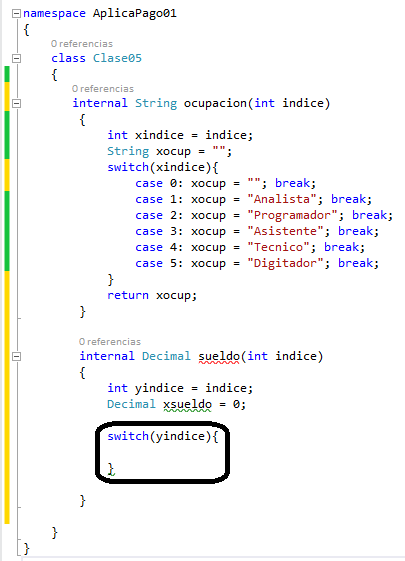 namespace AplicaPago01
{
0 referencias
class Clase05
{
0 referencias
internal String ocupacion(int indice)
{
int xindice = indice;
String xocup = "";
switch(xindice){
case 0: xocup = ""; break;
case 1: xocup = "Analista"; break;
case 2: xocup = "Programador"; break;
case 3: xocup = "Asistente"; break;
case 4: xocup = "Tecnico"; break;
case 5: xocup = "Digitador"; break;
}
return xocup;
}
0 referencias
internal Decimal sueldo(int indice)
{
int yindice = indice;
Decimal xsueldo = 0;
switch(yindice){
}
}
}
}